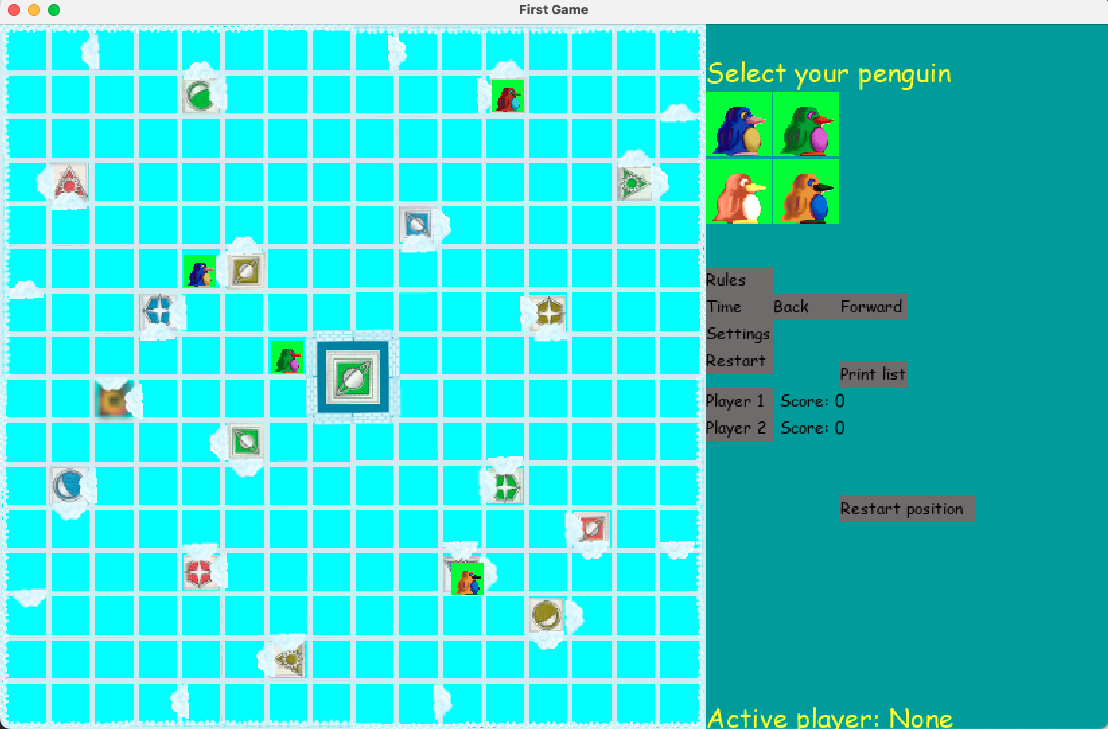 First Game
Select your penguin
Rules
Time Back Forward
Settings
Restart
Print list
Player 1 Score: 0
Player 2 Score: 0
Restart position
Active player: None